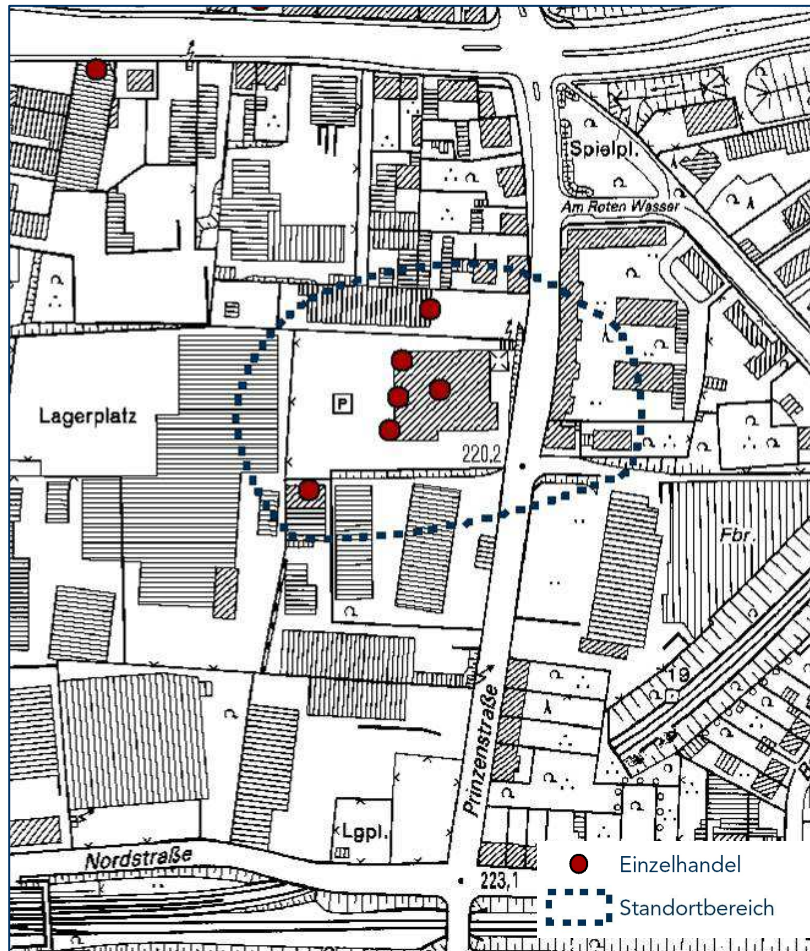 Spielpl.
Am Roten Wasser
Lagerplatz
P
220.2
Fbr.
19
Prinzenstraße
Lgpl.
Nordstraße
223,1
Einzelhandel
Standortbereich